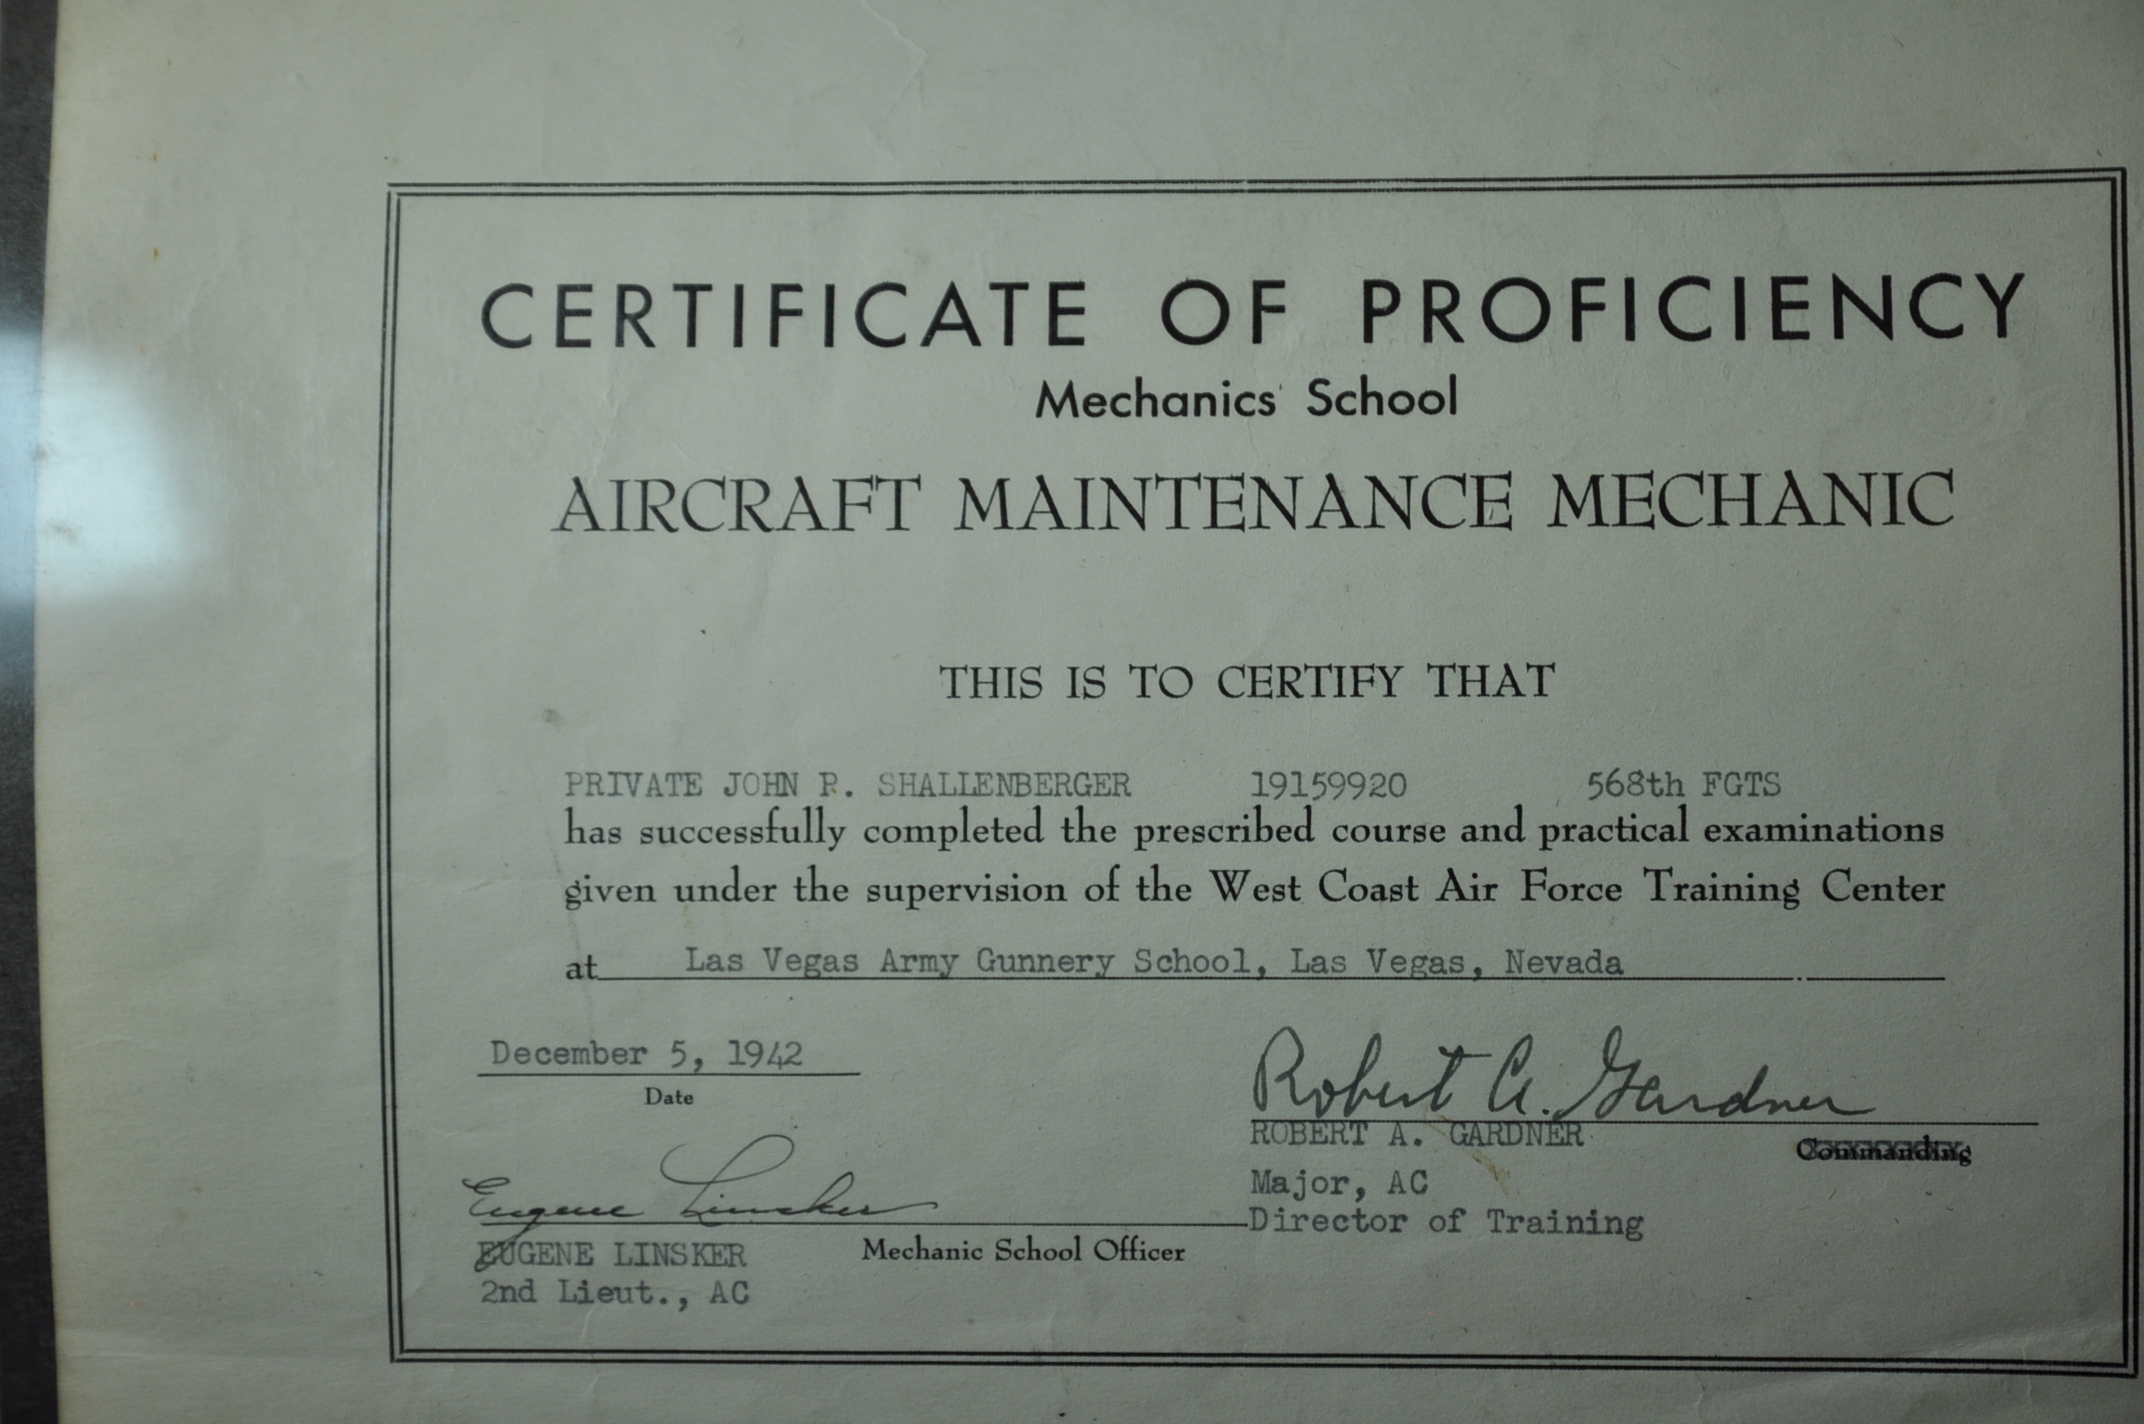 CERTIFICATE OF PROFICIENCY
Mechanics' School
AIRCRAFT MAINTENANCE MECHANIC
THIS IS TO CERTIFY THAT
PRIVATE JOHN P. SHALLENBERGER 19159920 568th FGTS
has successfully completed the prescribed course and practical examinations
given under the supervision of the West Coast Air Force Training Center
at Las Vegas Army Gunnery School, Las Vegas, Nevada
December 5, 1942
Date
Robert A. Gardner
ROBERT A. GARDNER Commanding
Major, AC
Director of Training
Eugene Linsker
EUGENE LINSKER Mechanic School Officer
2nd Lieut., AC